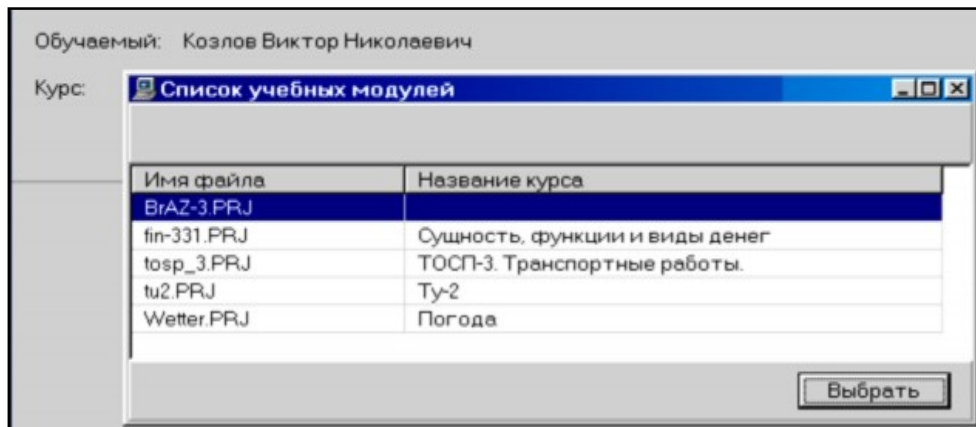 Обучаемый: Козлов Виктор Николаевич
Курс:
Список учебных модулей
Имя файла Название курса
BrAZ-3.PRJ
fin-331.PRJ Сущность, функции и виды денег
tosp_3.PRJ ТОСП-3. Транспортные работы.
tu2.PRJ Ту-2
Wetter.PRJ Погода
Выбрать